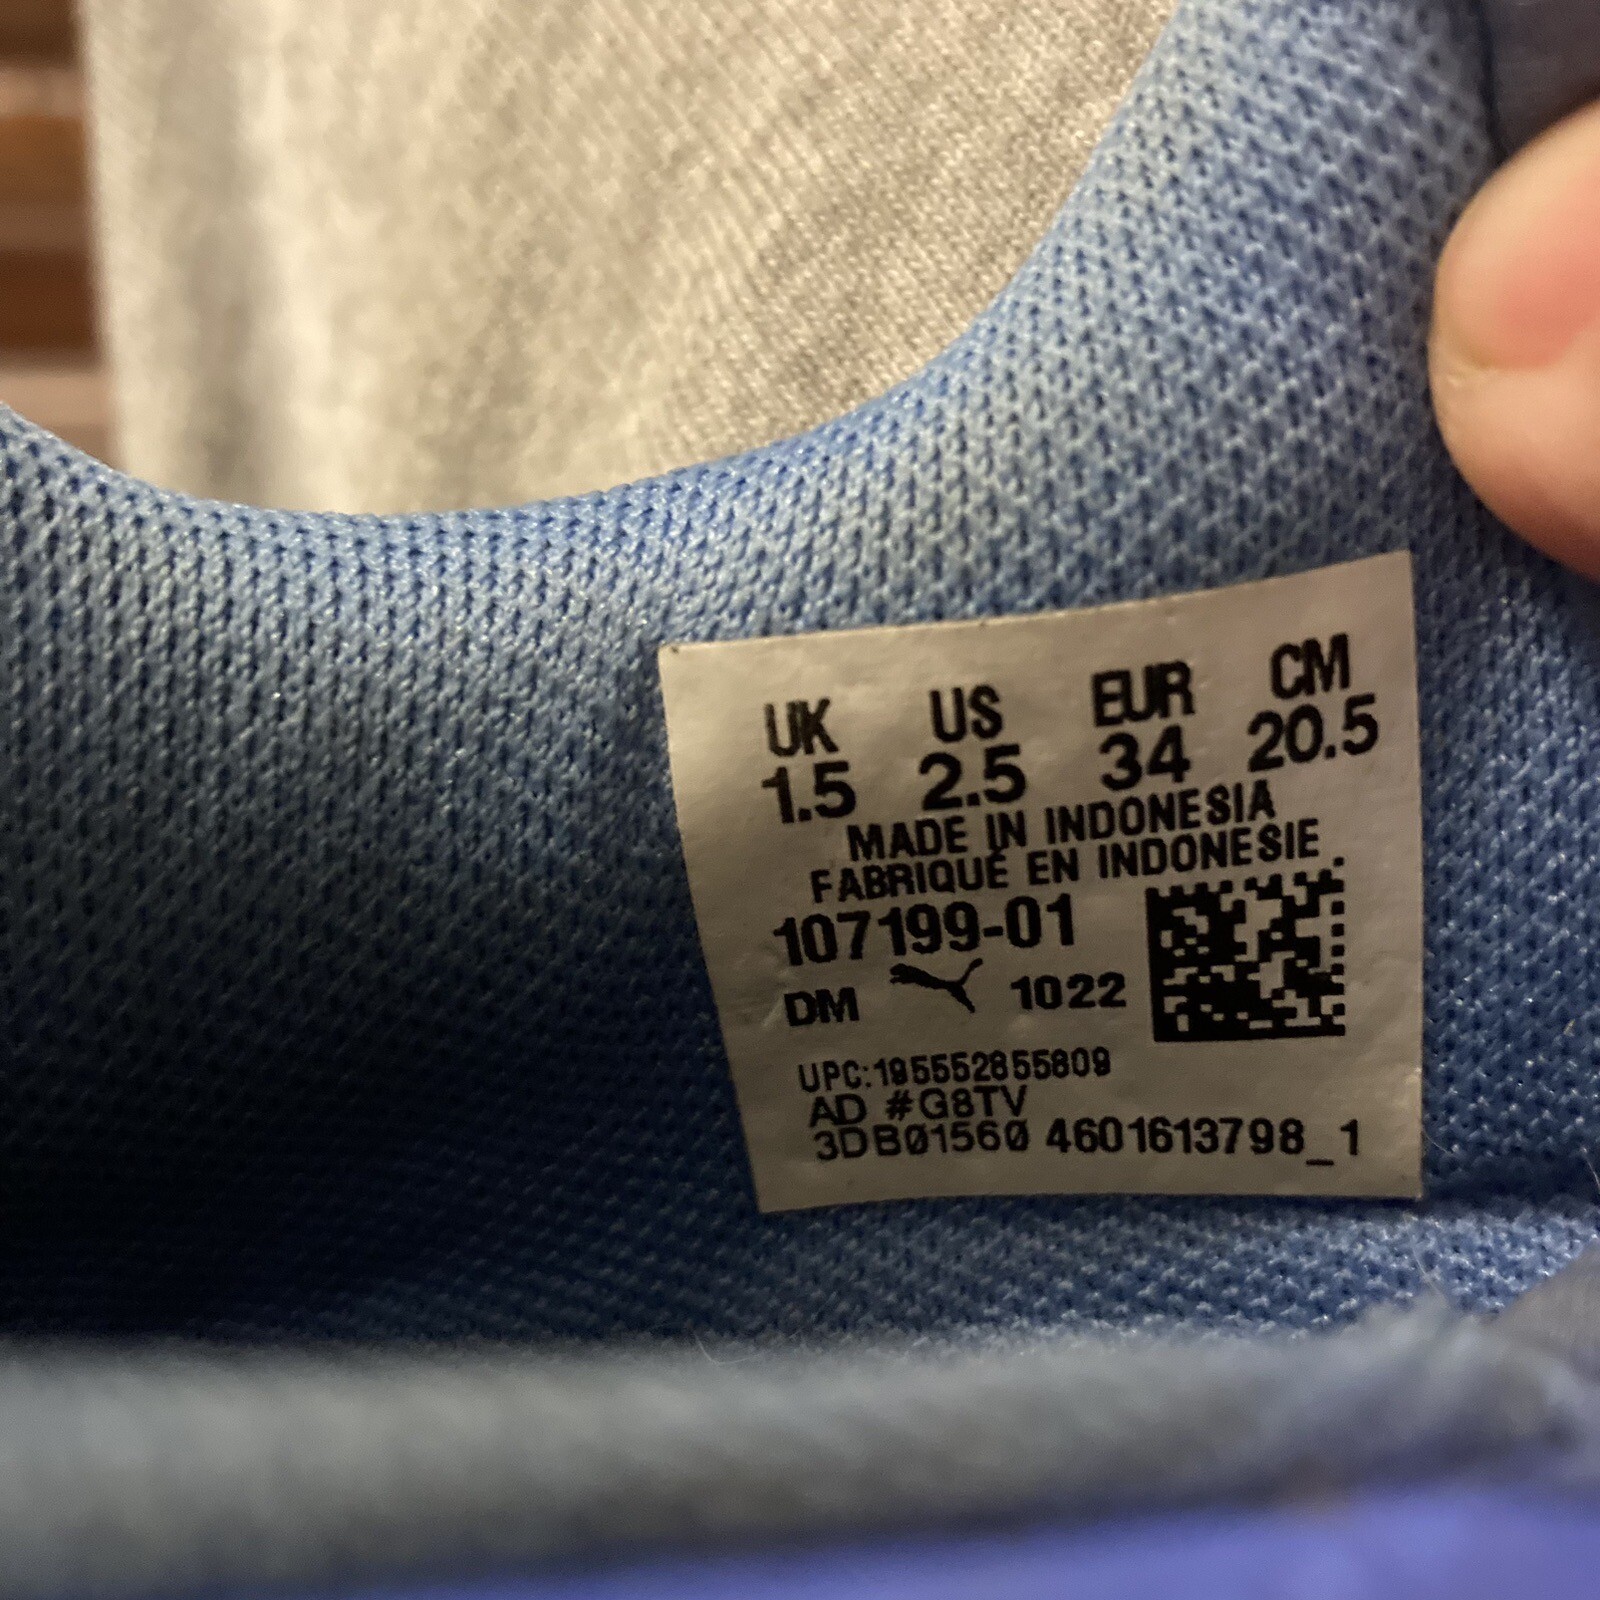 UK US EUR CM
1.5 2.5 34 20.5
MADE IN INDONESIA
FABRIQUÉ EN INDONESIE.
107199-01
DM 1022
UPC:195552855809
AD #G8TV
3DB01560 4601613798_1